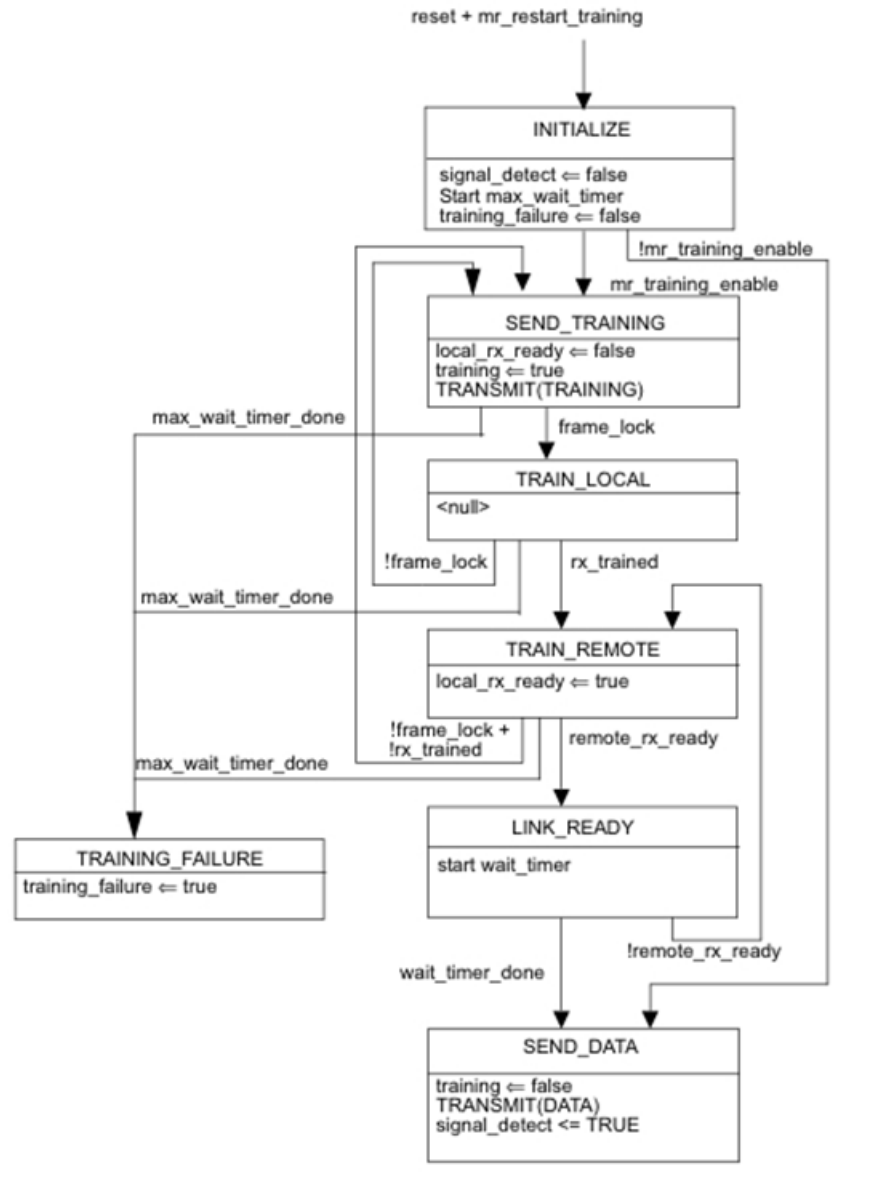 reset + mr_restart_training
INITIALIZE
signal_detect ⇐ false
Start max_wait_timer
training_failure ⇐ false
!mr_training_enable
mr_training_enable
SEND_TRAINING
local_rx_ready ⇐ false
training ⇐ true
TRANSMIT(TRAINING)
max_wait_timer_done
frame_lock
TRAIN_LOCAL
<null>
!frame_lock
rx_trained
max_wait_timer_done
TRAIN_REMOTE
local_rx_ready ⇐ true
!frame_lock +
!rx_trained
remote_rx_ready
max_wait_timer_done
LINK_READY
start wait_timer
TRAINING_FAILURE
training_failure ⇐ true
!remote_rx_ready
wait_timer_done
SEND_DATA
training ⇐ false
TRANSMIT(DATA)
signal_detect <= TRUE